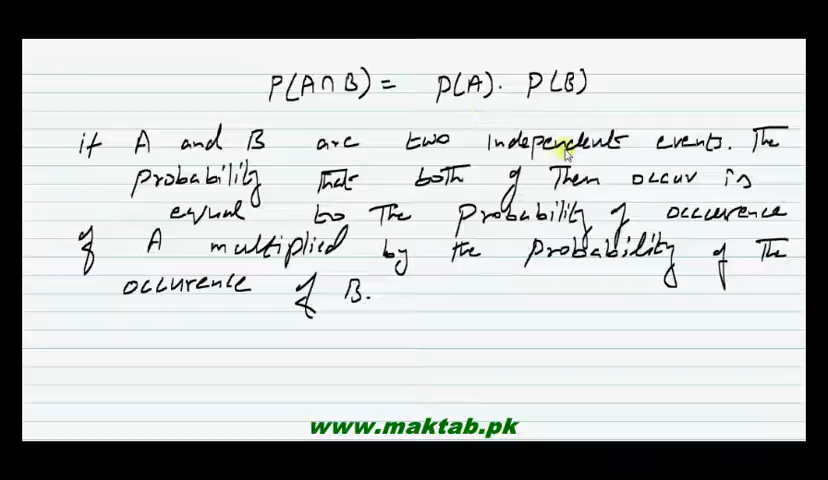 P(A∩B) = P(A). P(B)
if A and B are two independent events. The
probability that both of them occur is
equal to the probability of occurence
of A multiplied by the probability of the
occurence of B.
www.maktab.pk